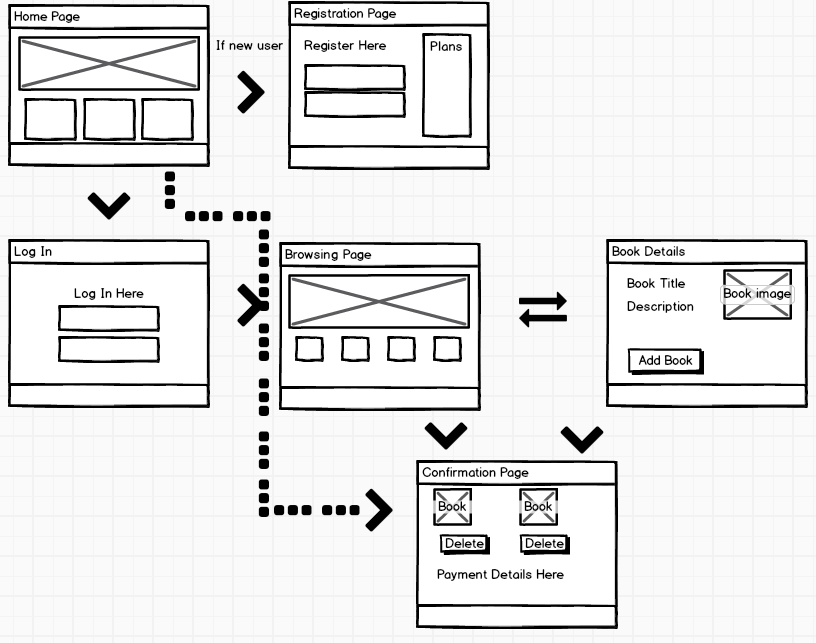 Home Page
If new user
Registration Page
Register Here
Plans
Log In
Log In Here
Browsing Page
Book Details
Book Title
Description
Book image
Add Book
Confirmation Page
Book
Book
Delete
Delete
Payment Details Here